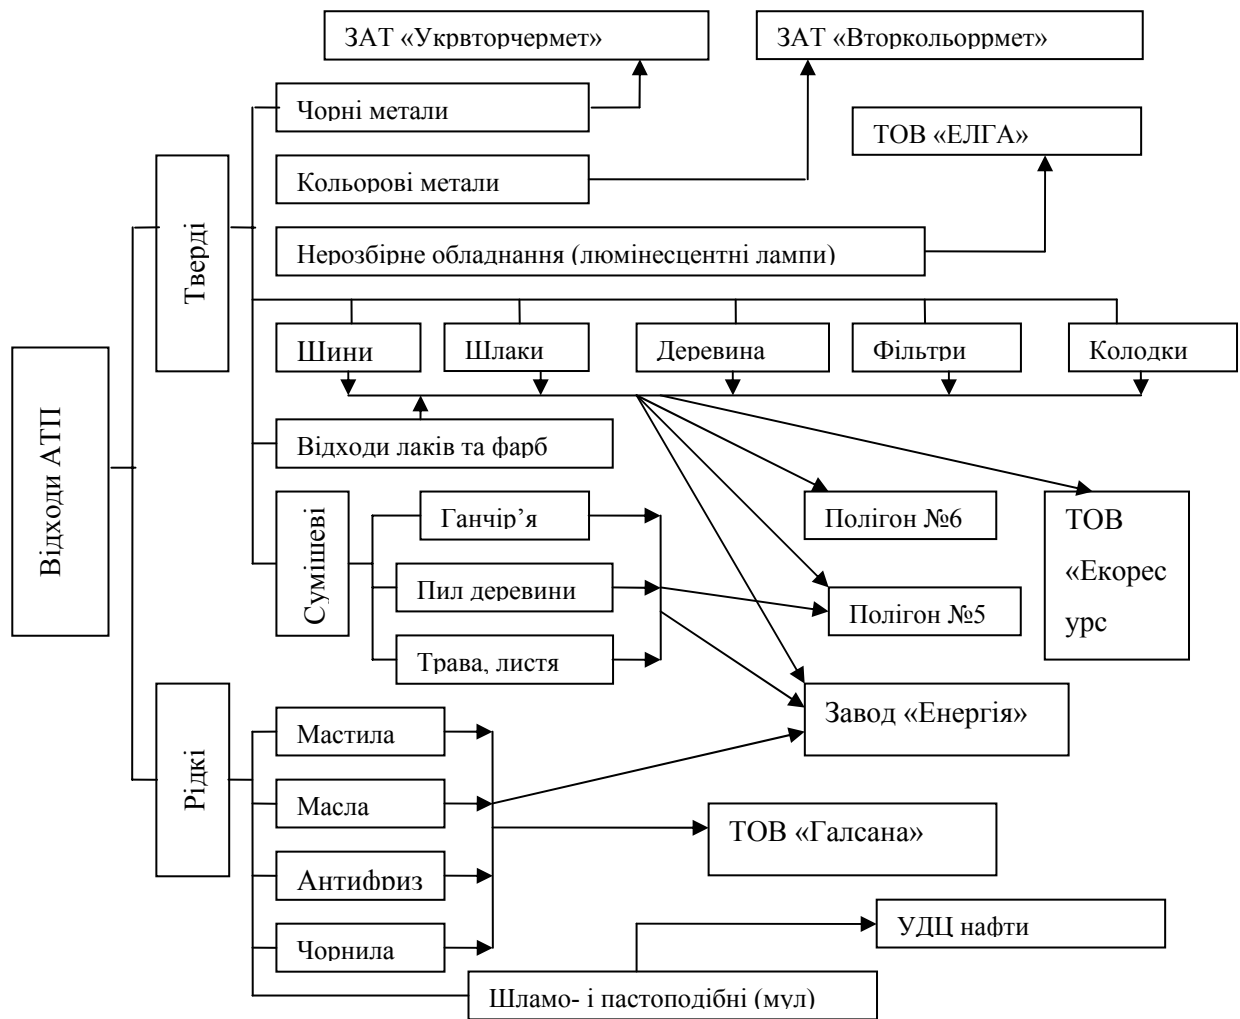 ЗАТ «Укрвторчермет»
ЗАТ «Вторкольоррмет»
Чорні метали
ТОВ «ЕЛГА»
Кольорові метали
Тверді
Нерозбірне обладнання (люмінесцентні лампи)
Шини
Шлаки
Деревина
Фільтри
Колодки
Відходи АТП
Відходи лаків та фарб
Сумішеві
Ганчір’я
Полігон №6
ТОВ
«Екорес
урс
Пил деревини
Полігон №5
Трава, листя
Рідкі
Завод «Енергія»
Мастила
Масла
ТОВ «Галсана»
Антифриз
УДЦ нафти
Чорнила
Шламо- і пастоподібні (мул)